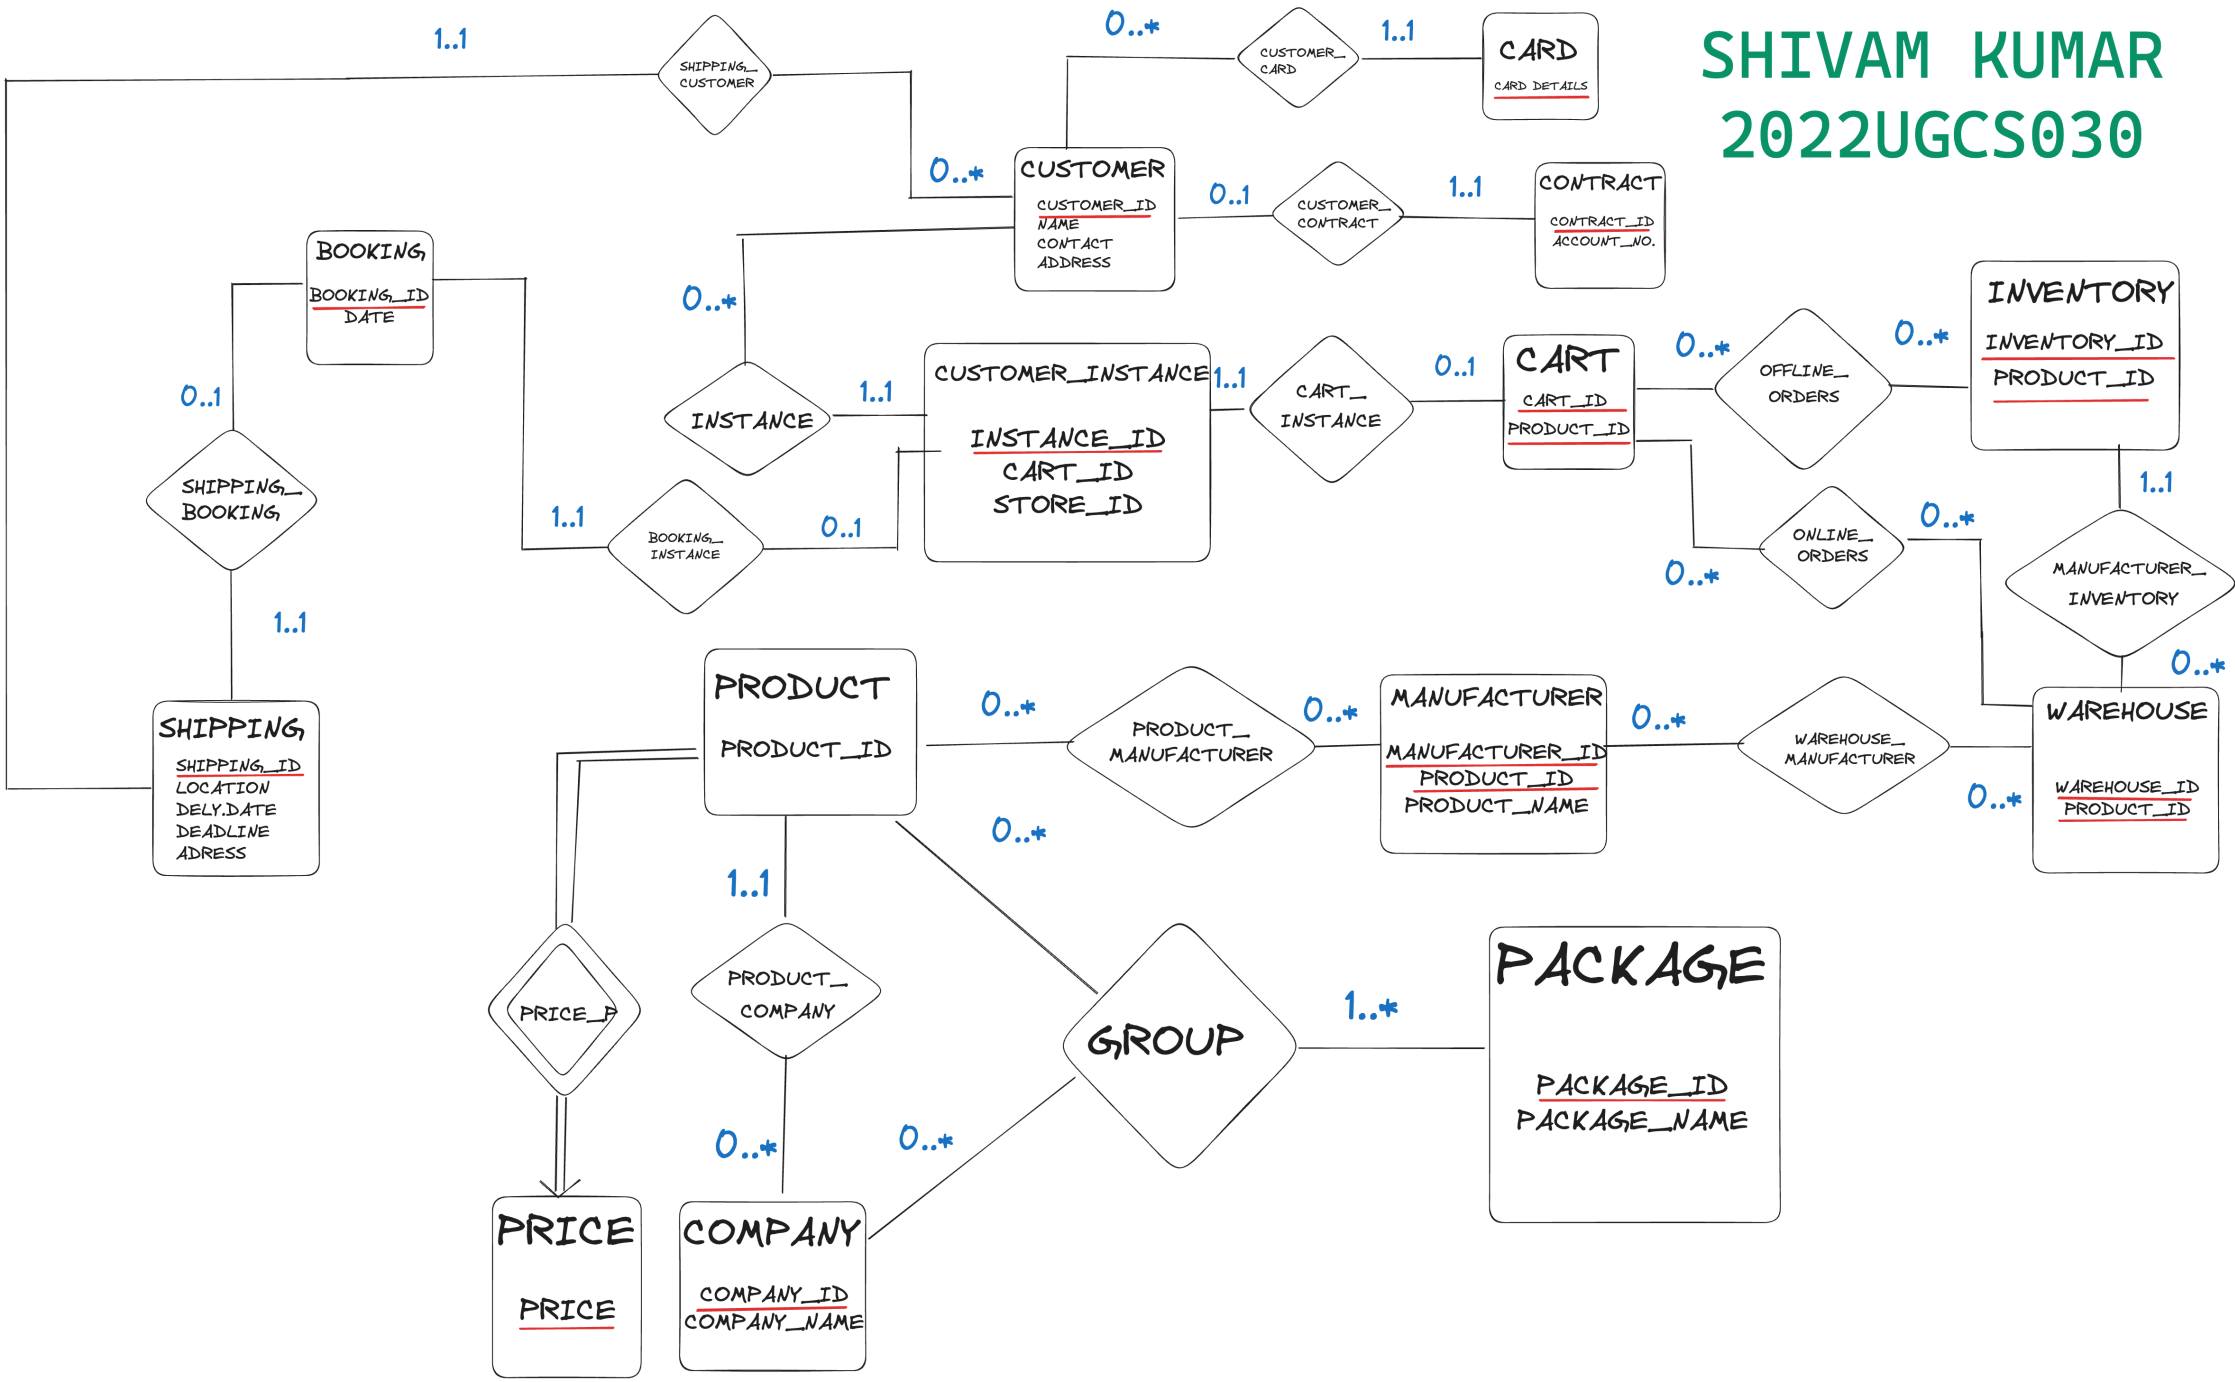 SHIVAM KUMAR
2022UGCS030
1..1
SHIPPING_
CUSTOMER
0..*
0..*
CUSTOMER_
CARD
1..1
CARD
CARD DETAILS
CUSTOMER
CUSTOMER_ID
NAME
CONTACT
ADDRESS
0..1
CUSTOMER_
CONTRACT
1..1
CONTRACT
CONTRACT_ID
ACCOUNT_NO.
BOOKING
BOOKING_ID
DATE
0..*
INVENTORY
INVENTORY_ID
PRODUCT_ID
0..1
INSTANCE
1..1
CUSTOMER_INSTANCE
INSTANCE_ID
CART_ID
STORE_ID
1..1
CART_
INSTANCE
0..1
CART
CART_ID
PRODUCT_ID
0..*
OFFLINE_
ORDERS
0..*
SHIPPING_
BOOKING
1..1
BOOKING_
INSTANCE
0..1
0..*
ONLINE_
ORDERS
0..*
1..1
MANUFACTURER_
INVENTORY
0..*
1..1
SHIPPING
SHIPPING_ID
LOCATION
DELY.DATE
DEADLINE
ADRESS
PRODUCT
PRODUCT_ID
0..*
PRODUCT_
MANUFACTURER
0..*
MANUFACTURER
MANUFACTURER_ID
PRODUCT_ID
PRODUCT_NAME
0..*
WAREHOUSE_
MANUFACTURER
0..*
WAREHOUSE
WAREHOUSE_ID
PRODUCT_ID
0..*
1..1
PRICE_P
PRODUCT_
COMPANY
GROUP
1..*
PACKAGE
PACKAGE_ID
PACKAGE_NAME
0..*
0..*
PRICE
PRICE
COMPANY
COMPANY_ID
COMPANY_NAME